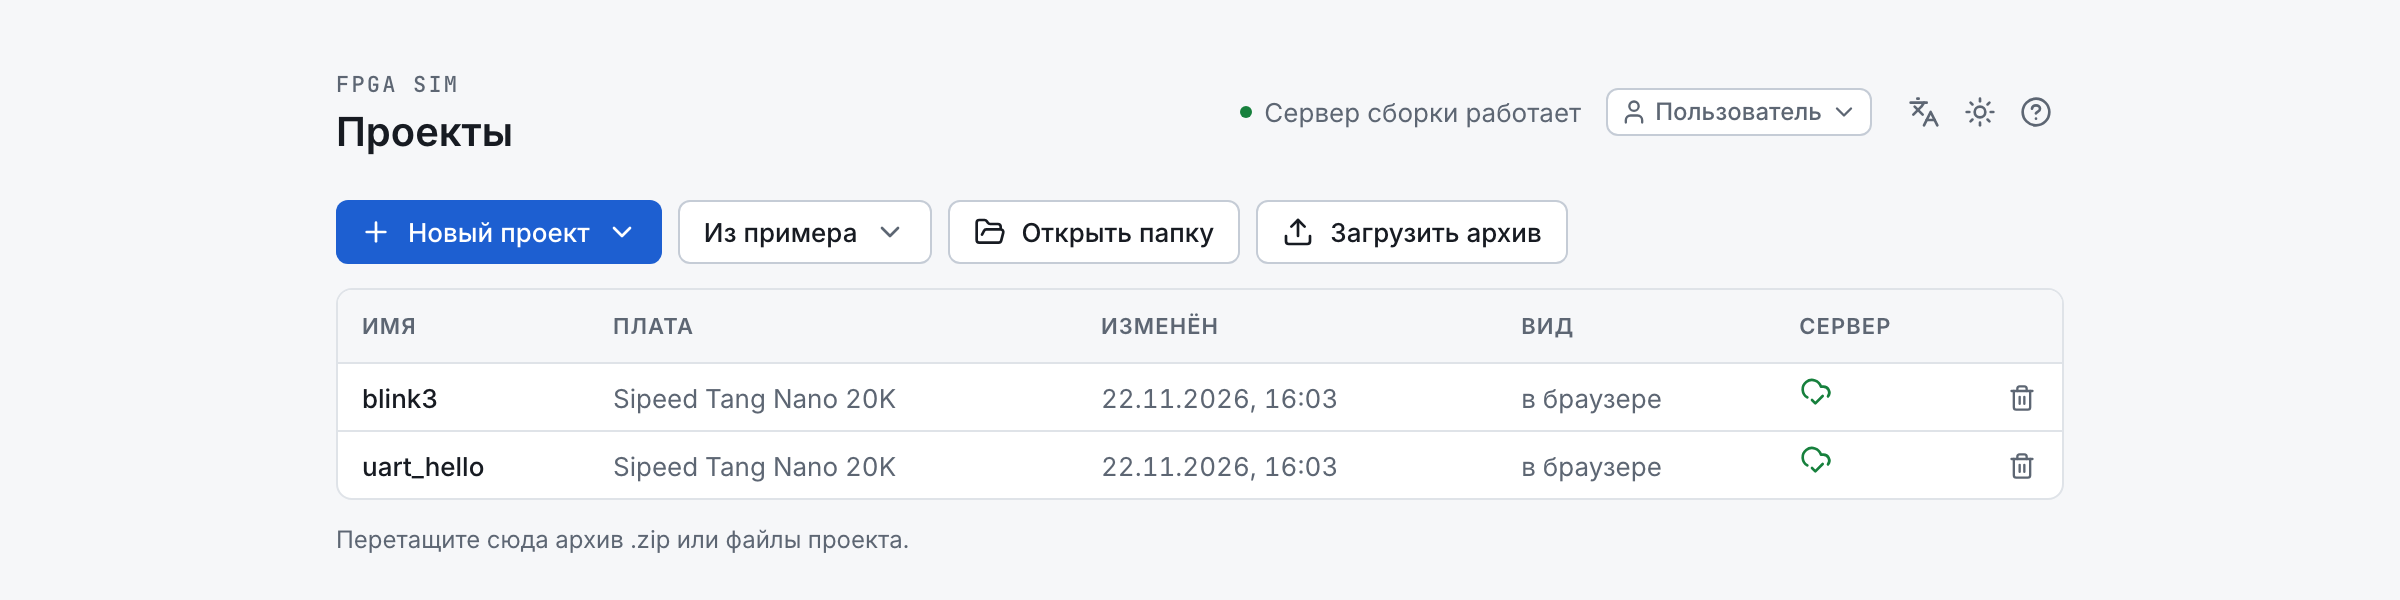 FPGA SIM
Проекты
Сервер сборки работает
Пользователь
Новый проект
Из примера
Открыть папку
Загрузить архив
ИМЯ ПЛАТА ИЗМЕНЁН ВИД СЕРВЕР
blink3 Sipeed Tang Nano 20K 22.11.2026, 16:03 в браузере
uart_hello Sipeed Tang Nano 20K 22.11.2026, 16:03 в браузере
Перетащите сюда архив .zip или файлы проекта.